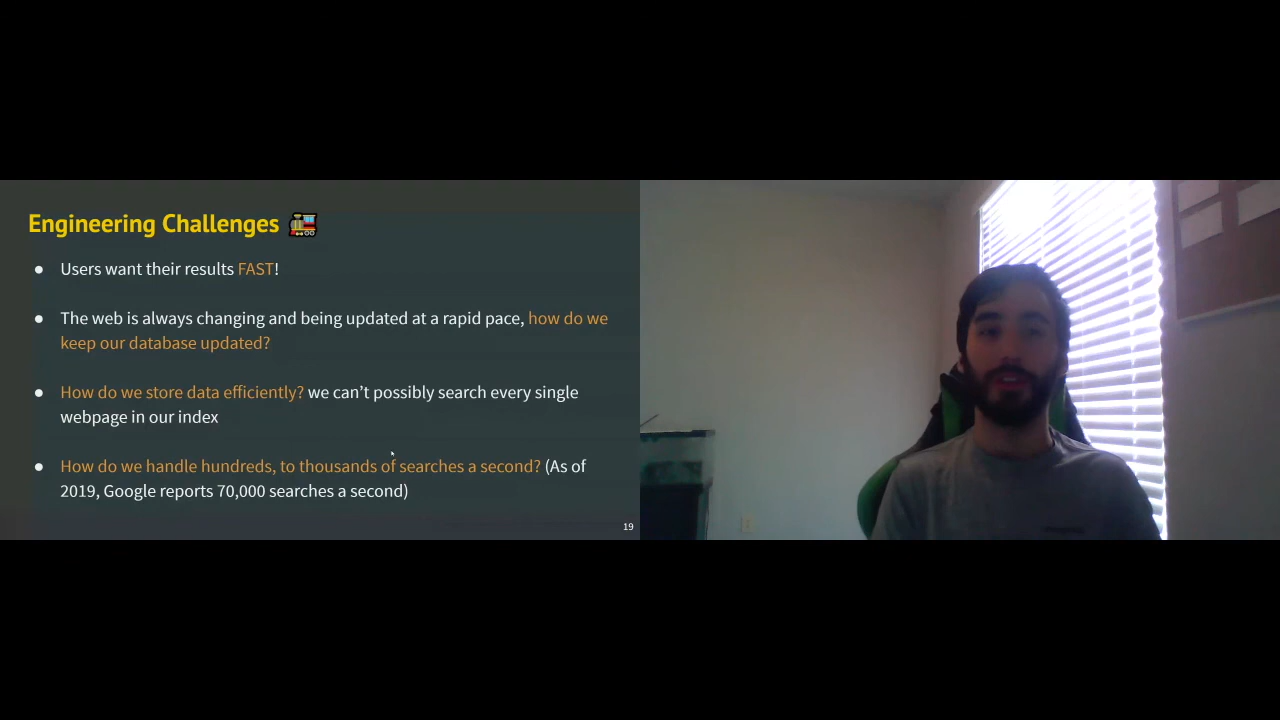 Engineering Challenges 🚂
● Users want their results FAST!
● The web is always changing and being updated at a rapid pace, how do we
keep our database updated?
● How do we store data efficiently? we can’t possibly search every single
webpage in our index
● How do we handle hundreds, to thousands of searches a second? (As of
2019, Google reports 70,000 searches a second)
19